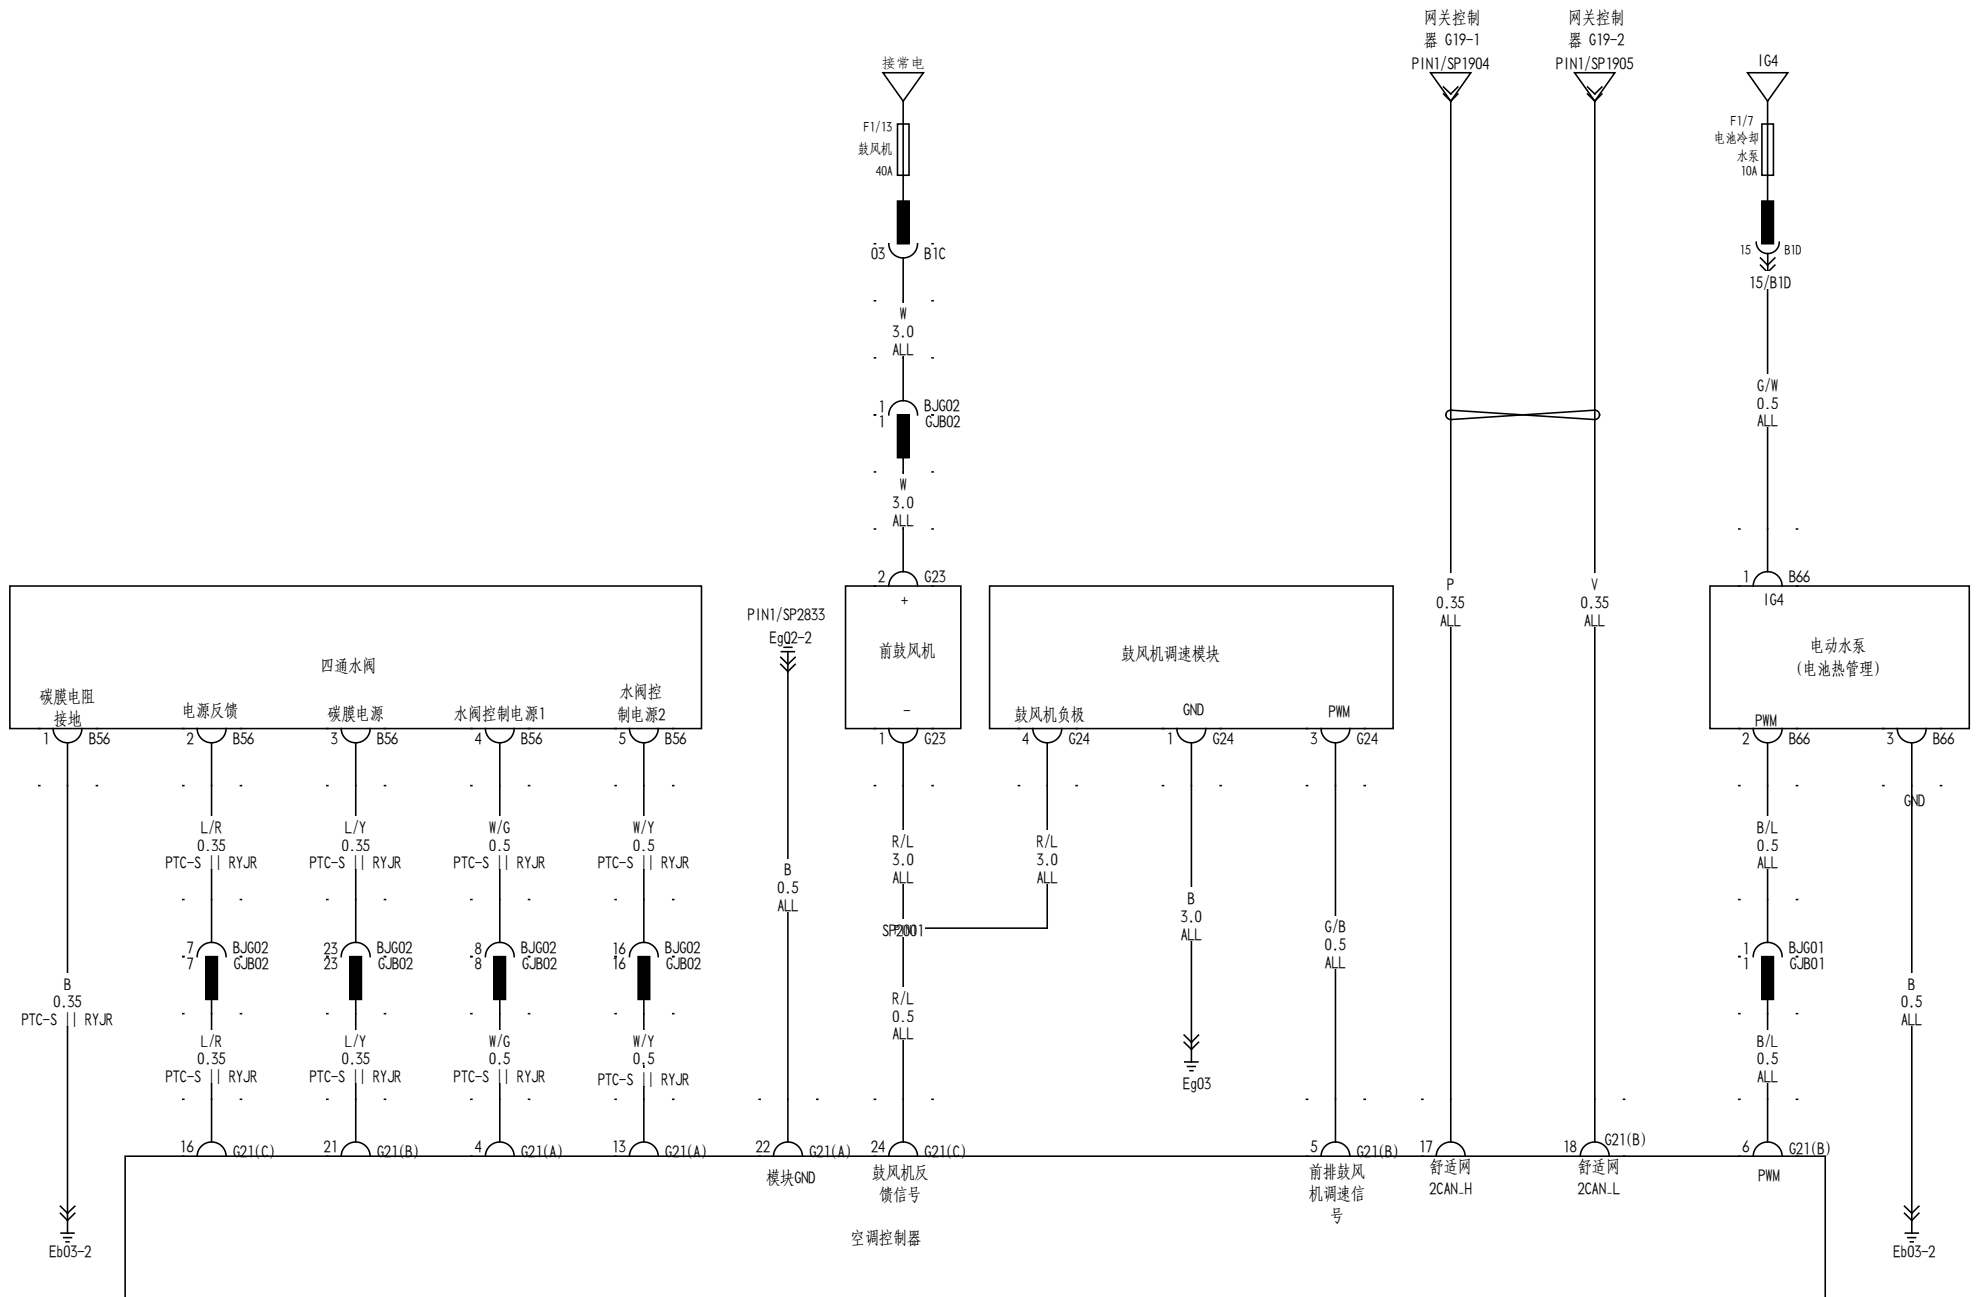 网关控制
器 G19-1
PIN1/SP1904
网关控制
器 G19-2
PIN1/SP1905
接常电
IG4
F1/13
鼓风机
40A
F1/7
电池冷却
水泵
10A
03 B1C
15 B1D
15/B1D
W
3.0
ALL
G/W
0.5
ALL
1 BJG02
1 GJB02
W
3.0
ALL
2 G23
1 B66
P
0.35
ALL
V
0.35
ALL
四通水阀
碳膜电阻
接地
电源反馈
碳膜电源
水阀控制电源1
水阀控
制电源2
PIN1/SP2833
Eg02-2
+
前鼓风机
-
鼓风机调速模块
鼓风机负极
GND
PWM
IG4
电动水泵
(电池热管理)
PWM
1 B56
2 B56
3 B56
4 B56
5 B56
1 G23
4 G24
1 G24
3 G24
2 B66
3 B66
GND
L/R
0.35
PTC-S || RYJR
L/Y
0.35
PTC-S || RYJR
W/G
0.5
PTC-S || RYJR
W/Y
0.5
PTC-S || RYJR
B
0.5
ALL
R/L
3.0
ALL
R/L
3.0
ALL
B
3.0
ALL
G/B
0.5
ALL
B/L
0.5
ALL
SP2001
7 BJG02
7 GJB02
23 BJG02
23 GJB02
8 BJG02
8 GJB02
16 BJG02
16 GJB02
1 BJG01
1 GJB01
B
0.35
PTC-S || RYJR
R/L
0.5
ALL
B
0.5
ALL
L/R
0.35
PTC-S || RYJR
L/Y
0.35
PTC-S || RYJR
W/G
0.5
PTC-S || RYJR
W/Y
0.5
PTC-S || RYJR
Eg03
B/L
0.5
ALL
16 G21(C)
21 G21(B)
4 G21(A)
13 G21(A)
22 G21(A)
24 G21(C)
5 G21(B)
17
18 G21(B)
6 G21(B)
模块GND
鼓风机反
馈信号
前排鼓风
机调速信
号
舒适网
2CAN_H
舒适网
2CAN_L
PWM
空调控制器
Eb03-2
Eb03-2